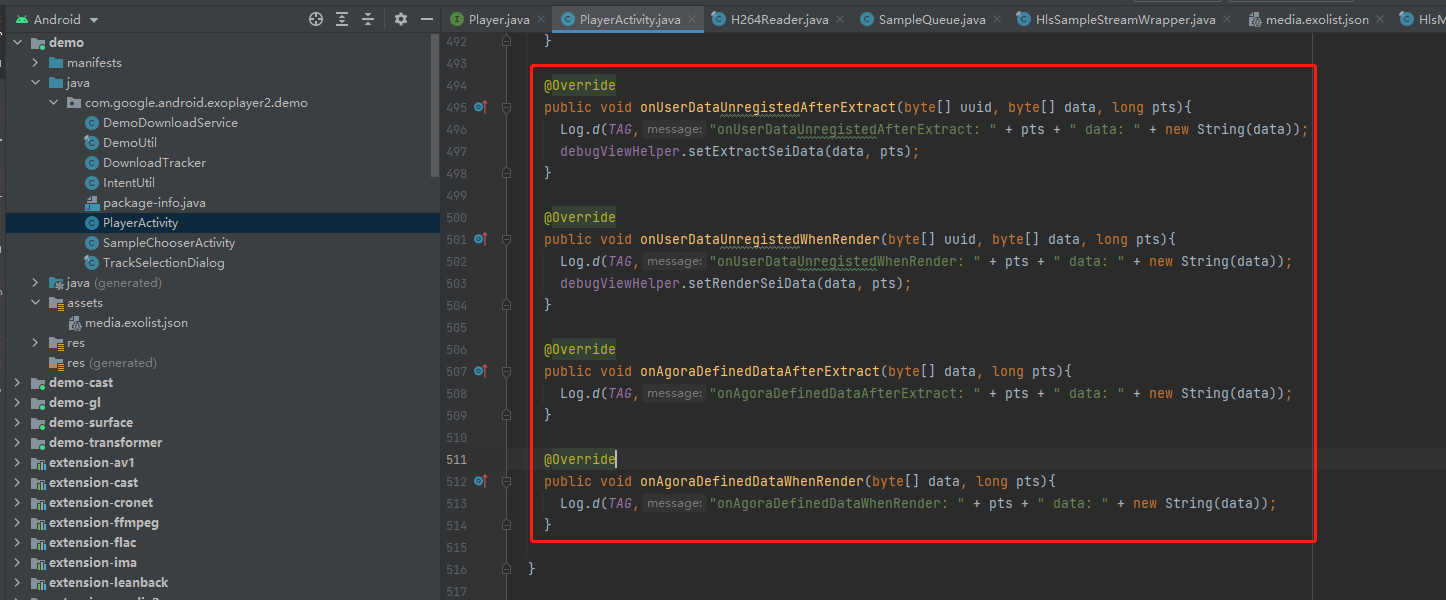 Android
Player.java
PlayerActivity.java
H264Reader.java
SampleQueue.java
HlsSampleStreamWrapper.java
media.exolist.json
HlsM
demo
manifests
java
com.google.android.exoplayer2.demo
DemoDownloadService
DemoUtil
DownloadTracker
IntentUtil
package-info.java
PlayerActivity
SampleChooserActivity
TrackSelectionDialog
java (generated)
assets
media.exolist.json
res
res (generated)
demo-cast
demo-gl
demo-surface
demo-transformer
extension-av1
extension-cast
extension-cronet
extension-ffmpeg
extension-flac
extension-ima
extension-leanback
492 }
493
494 @Override
495 public void onUserDataUnregistedAfterExtract(byte[] uuid, byte[] data, long pts){
496 Log.d(TAG, message: "onUserDataUnregistedAfterExtract: " + pts + " data: " + new String(data));
497 debugViewHelper.setExtractSeiData(data, pts);
498 }
499
500 @Override
501 public void onUserDataUnregistedWhenRender(byte[] uuid, byte[] data, long pts){
502 Log.d(TAG, message: "onUserDataUnregistedWhenRender: " + pts + " data: " + new String(data));
503 debugViewHelper.setRenderSeiData(data, pts);
504 }
505
506 @Override
507 public void onAgoraDefinedDataAfterExtract(byte[] data, long pts){
508 Log.d(TAG, message: "onAgoraDefinedDataAfterExtract: " + pts + " data: " + new String(data));
509 }
510
511 @Override
512 public void onAgoraDefinedDataWhenRender(byte[] data, long pts){
513 Log.d(TAG, message: "onAgoraDefinedDataWhenRender: " + pts + " data: " + new String(data));
514 }
515
516 }
517